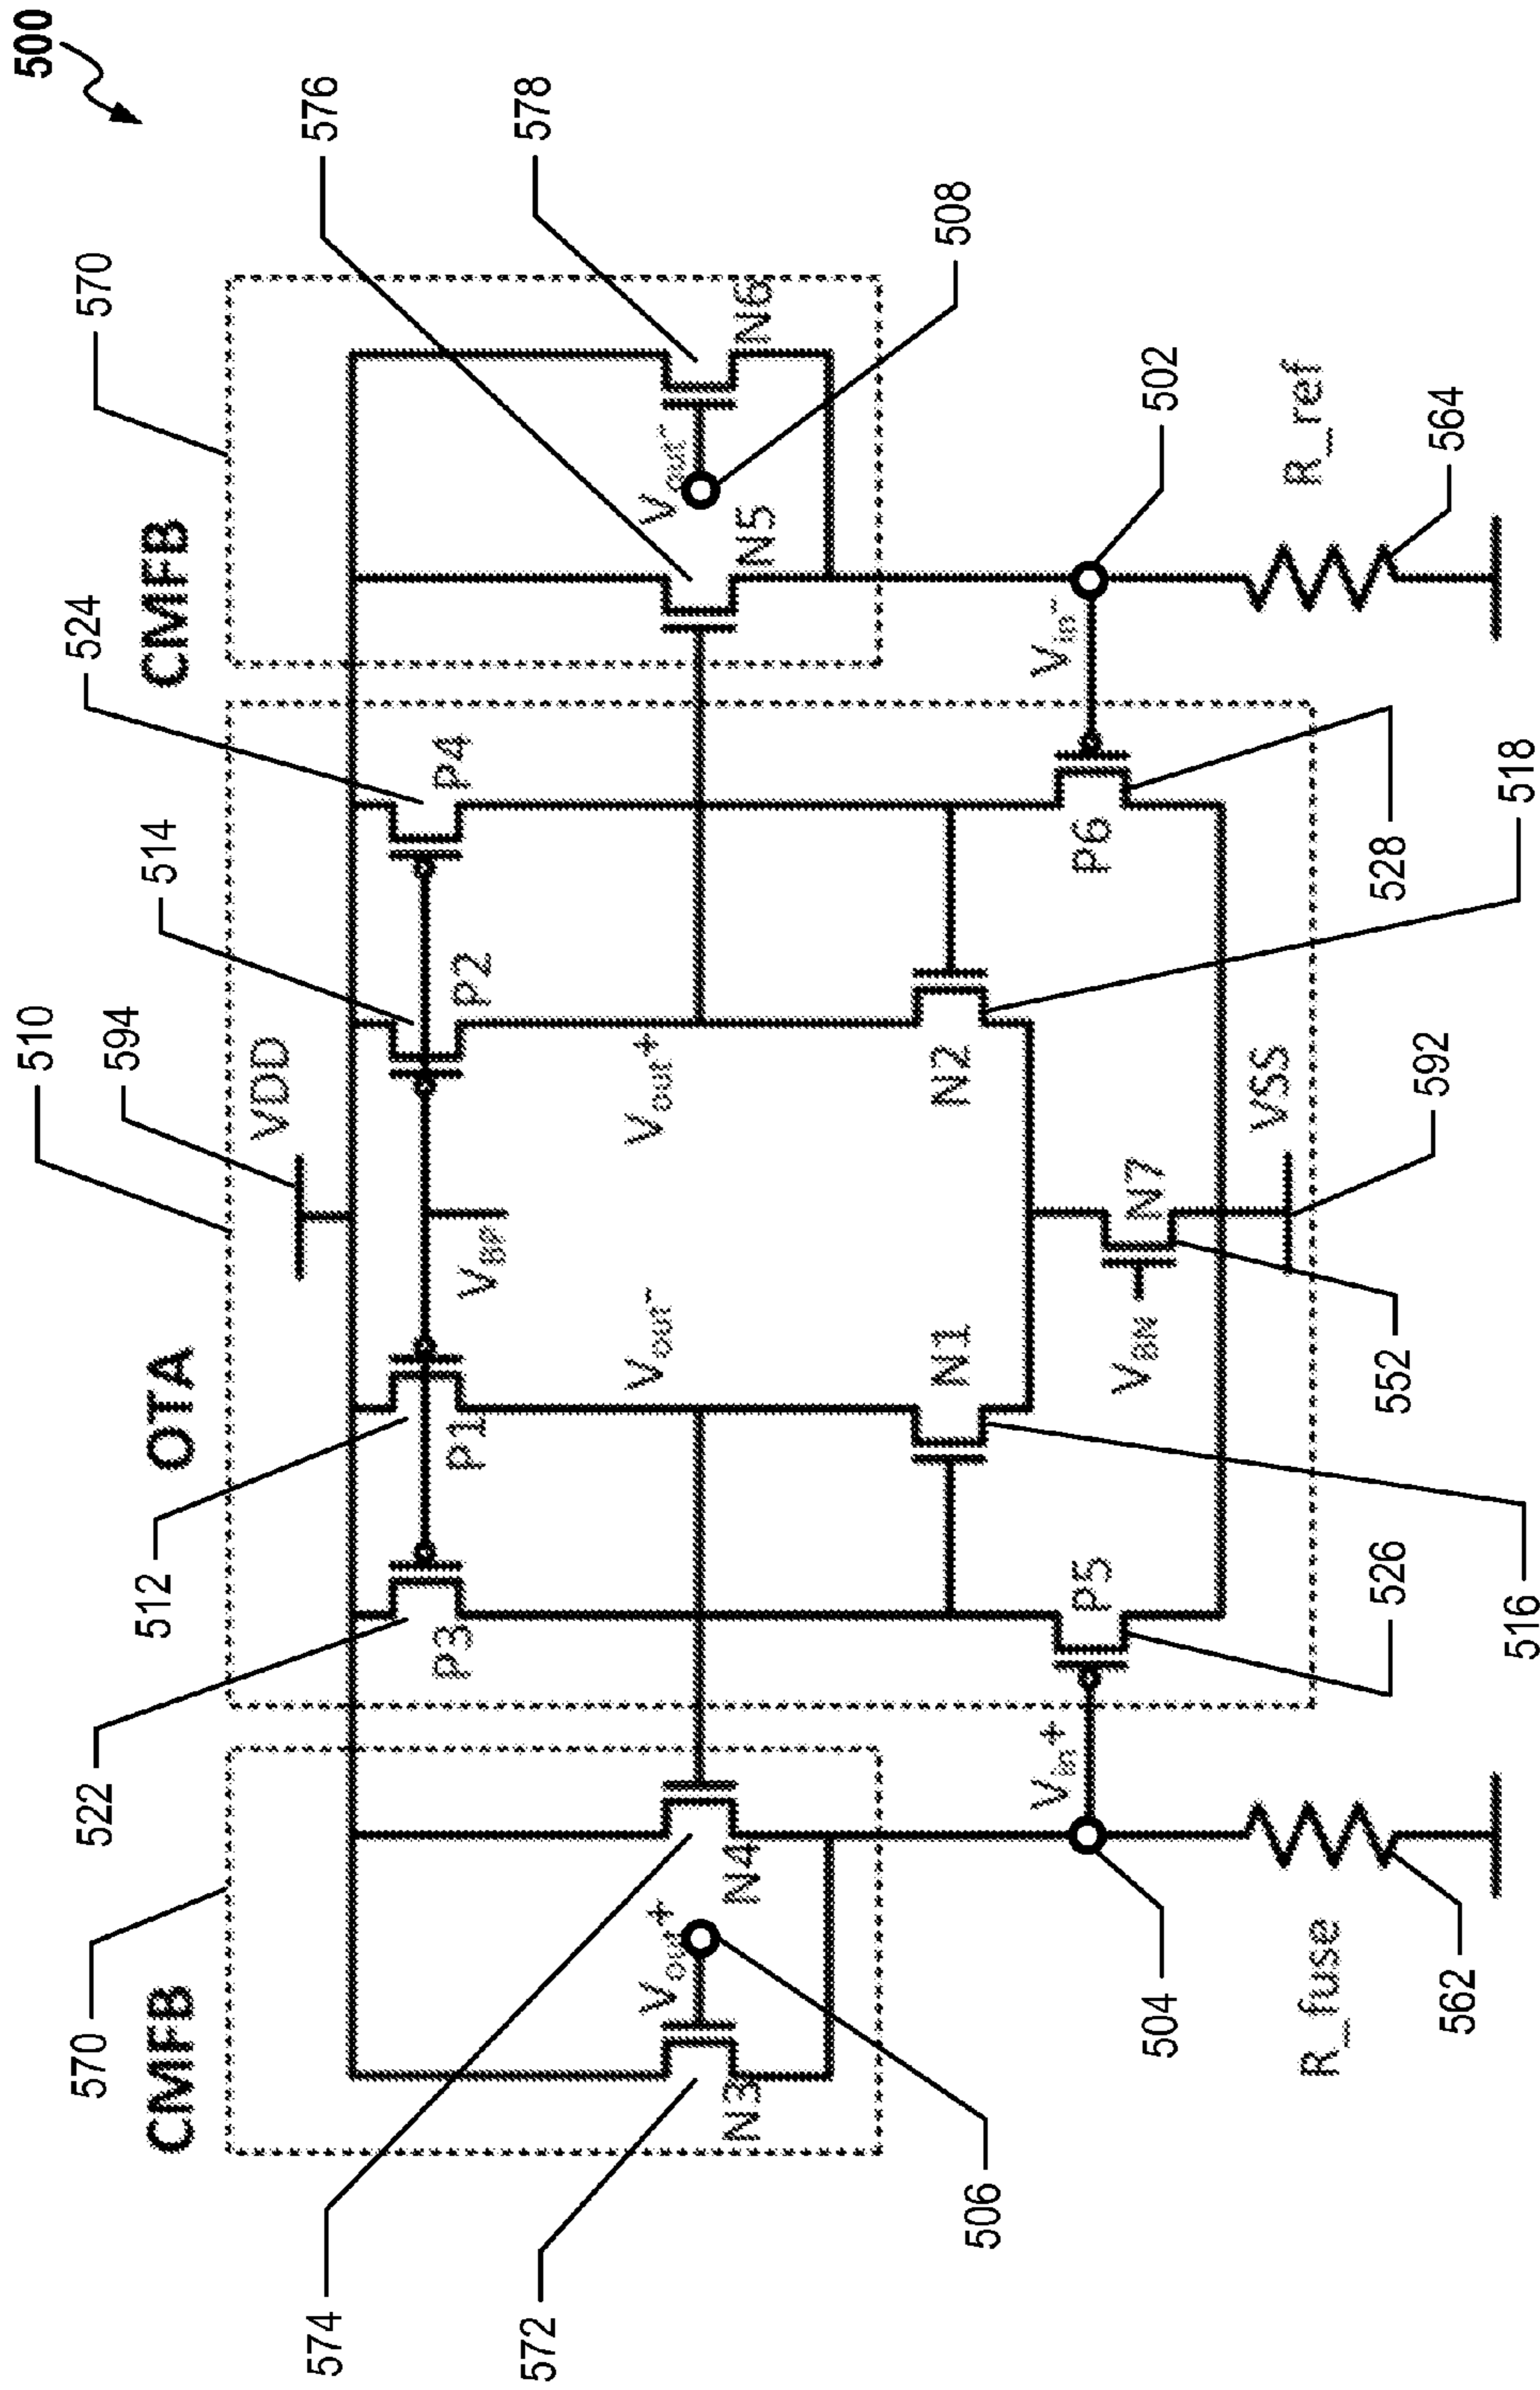 500
510
594
514
524
570
576
578
CMFB
OTA
CMFB
570
522
512
VDD
P3
P1
P2
P4
V_BP
574
572
N3
V_out+
N4
V_out-
V_out+
N5
V_out-
N6
508
506
N1
N2
V_in+
P5
V_BN
N7
P6
V_in-
502
504
VSS
R_fuse
R_ref
562
526
516
552
592
528
518
564